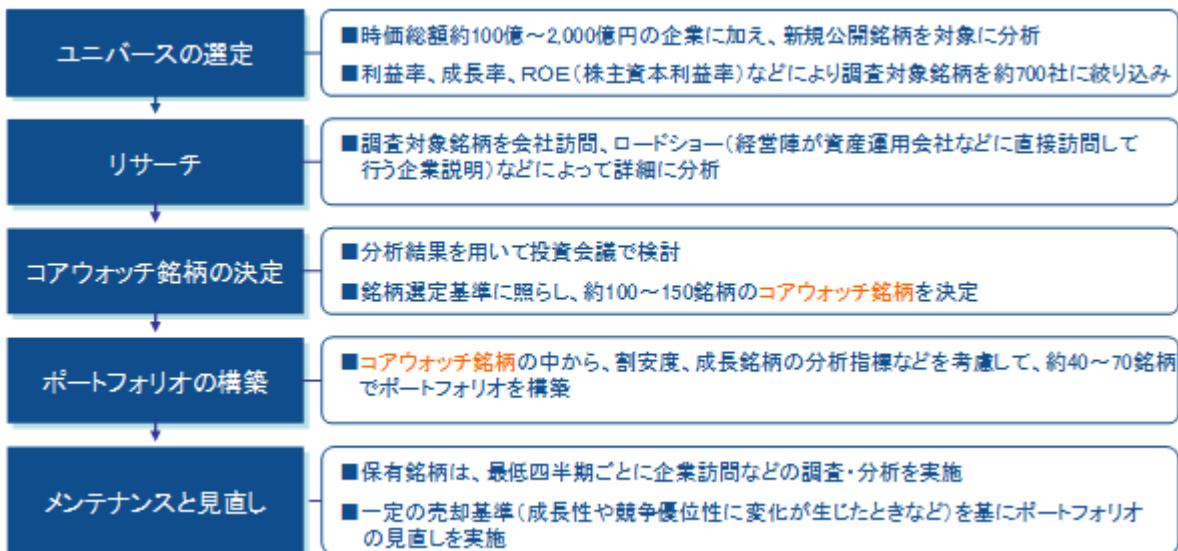 ユニバースの選定
■時価総額約100億～2,000億円の企業に加え、新規公開銘柄を対象に分析
■利益率、成長率、ROE(株主資本利益率)などにより調査対象銘柄を約700社に絞り込み
リサーチ
■調査対象銘柄を会社訪問、ロードショー(経営陣が資産運用会社などに直接訪問して
行う企業説明)などによって詳細に分析
コアウォッチ銘柄の決定
■分析結果を用いて投資会議で検討
■銘柄選定基準に照らし、約100～150銘柄のコアウォッチ銘柄を決定
ポートフォリオの構築
■コアウォッチ銘柄の中から、割安度、成長銘柄の分析指標などを考慮して、約40～70銘柄
でポートフォリオを構築
メンテナンスと見直し
■保有銘柄は、最低四半期ごとに企業訪問などの調査・分析を実施
■一定の売却基準(成長性や競争優位性に変化が生じたときなど)を基にポートフォリオ
の見直しを実施